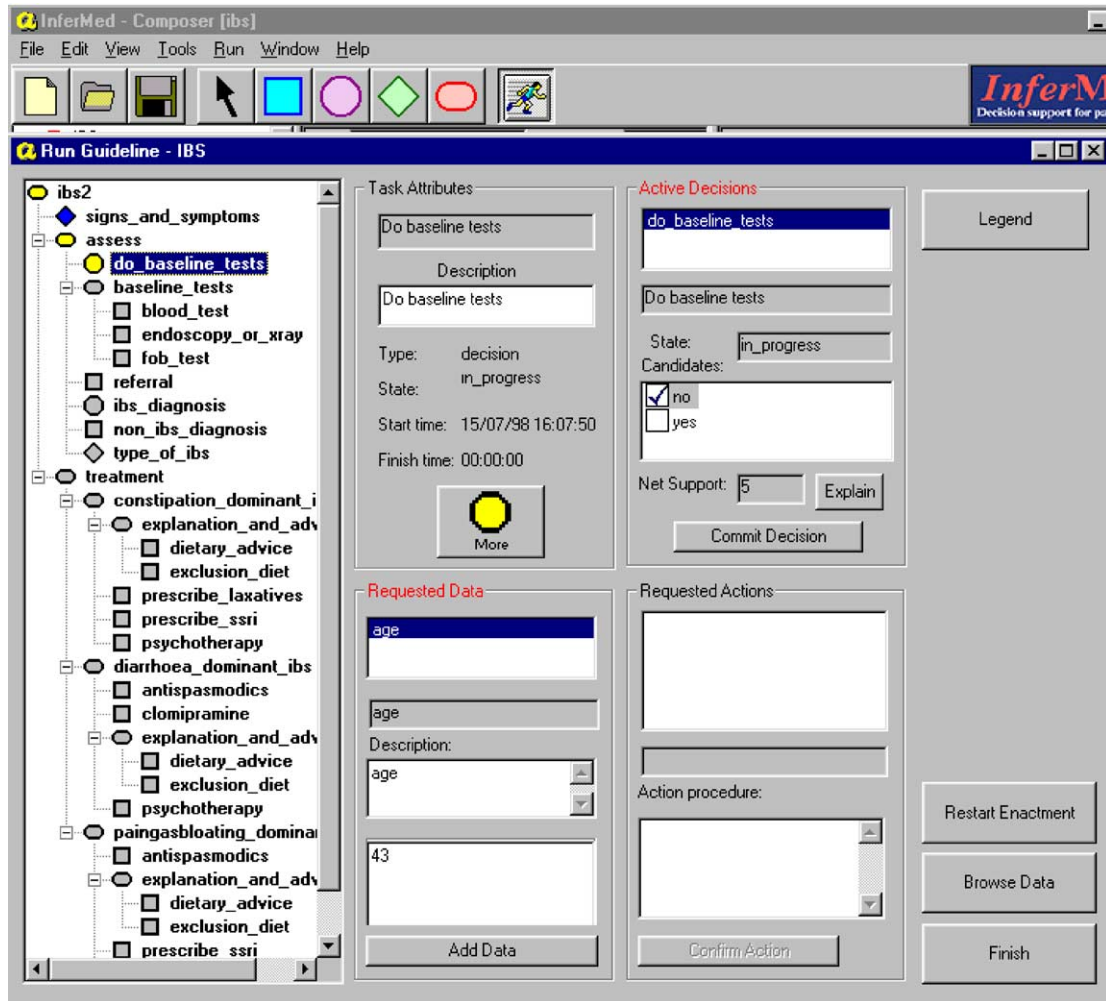 InferMed - Composer [ibs]
File Edit View Tools Run Window Help
InferM
Decision support for pa
Run Guideline - IBS
ibs2
signs_and_symptoms
assess
do_baseline_tests
baseline_tests
blood_test
endoscopy_or_xray
fob_test
referral
ibs_diagnosis
non_ibs_diagnosis
type_of_ibs
treatment
constipation_dominant_i
explanation_and_adv
dietary_advice
exclusion_diet
prescribe_laxatives
prescribe_ssri
psychotherapy
diarrhoea_dominant_ibs
antispasmodics
clomipramine
explanation_and_adv
dietary_advice
exclusion_diet
psychotherapy
paingasbloating_dominal
antispasmodics
explanation_and_adv
dietary_advice
exclusion_diet
prescribe_ssri
Task Attributes
Do baseline tests
Description
Do baseline tests
Type: decision
State: in_progress
Start time: 15/07/98 16:07:50
Finish time: 00:00:00
More
Active Decisions
do_baseline_tests
Do baseline tests
State: in_progress
Candidates:
no
yes
Net Support: 5 Explain
Commit Decision
Requested Data
age
age
Description:
age
43
Add Data
Requested Actions
Action procedure:
Confirm Action
Legend
Restart Enactment
Browse Data
Finish